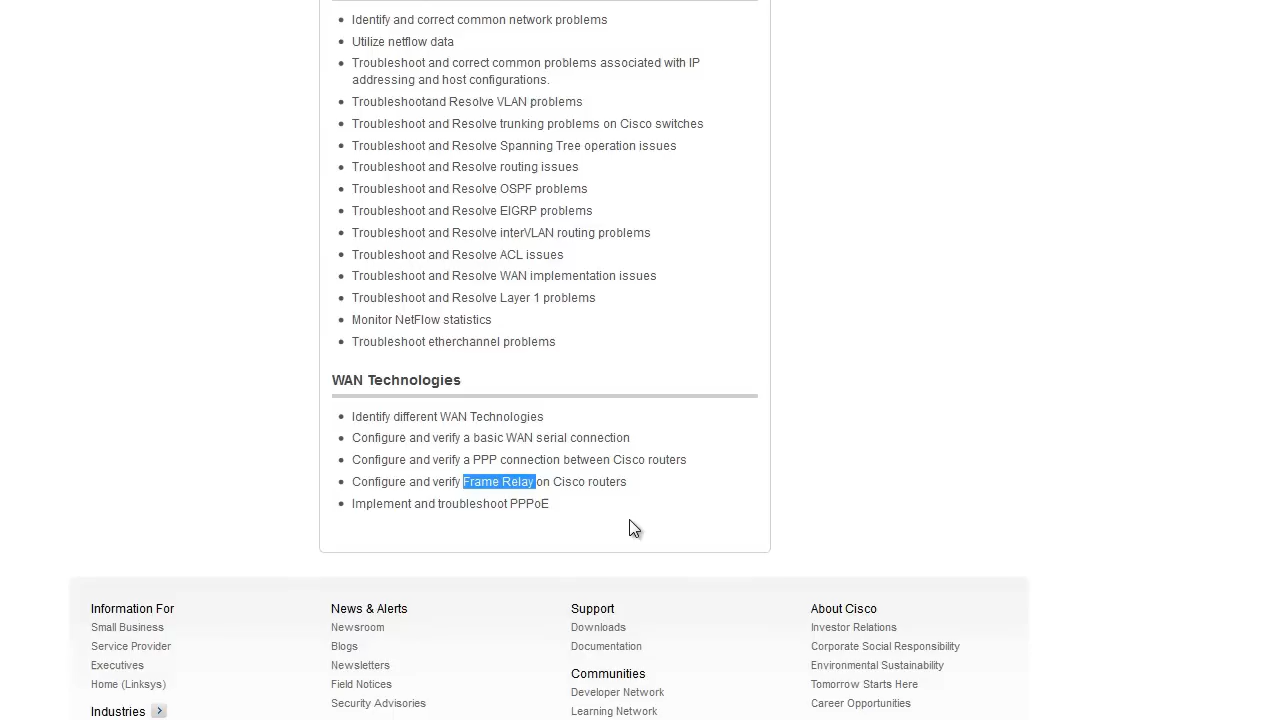 Identify and correct common network problems
Utilize netflow data
Troubleshoot and correct common problems associated with IP
addressing and host configurations.
Troubleshootand Resolve VLAN problems
Troubleshoot and Resolve trunking problems on Cisco switches
Troubleshoot and Resolve Spanning Tree operation issues
Troubleshoot and Resolve routing issues
Troubleshoot and Resolve OSPF problems
Troubleshoot and Resolve EIGRP problems
Troubleshoot and Resolve interVLAN routing problems
Troubleshoot and Resolve ACL issues
Troubleshoot and Resolve WAN implementation issues
Troubleshoot and Resolve Layer 1 problems
Monitor NetFlow statistics
Troubleshoot etherchannel problems
WAN Technologies
Identify different WAN Technologies
Configure and verify a basic WAN serial connection
Configure and verify a PPP connection between Cisco routers
Configure and verify Frame Relay on Cisco routers
Implement and troubleshoot PPPoE
Information For
Small Business
Service Provider
Executives
Home (Linksys)
Industries
News & Alerts
Newsroom
Blogs
Newsletters
Field Notices
Security Advisories
Support
Downloads
Documentation
Communities
Developer Network
Learning Network
About Cisco
Investor Relations
Corporate Social Responsibility
Environmental Sustainability
Tomorrow Starts Here
Career Opportunities